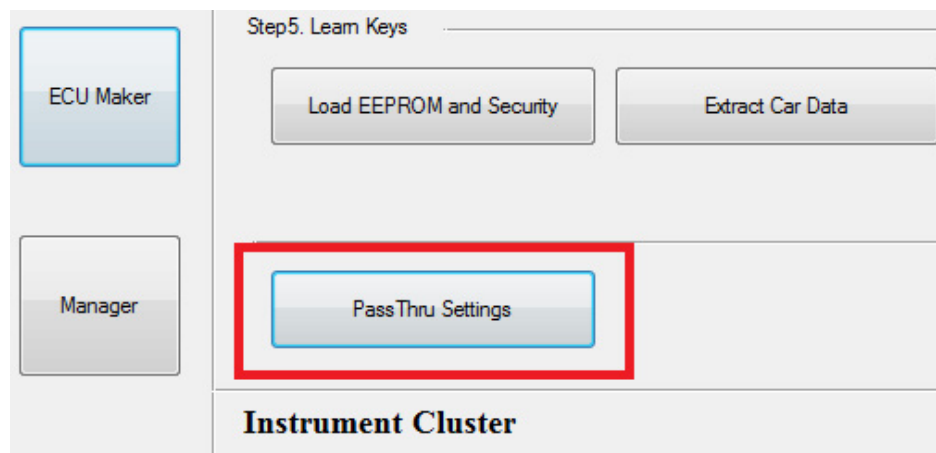 Step5. Learn Keys
ECU Maker
Load EEPROM and Security
Extract Car Data
Manager
PassThru Settings
Instrument Cluster